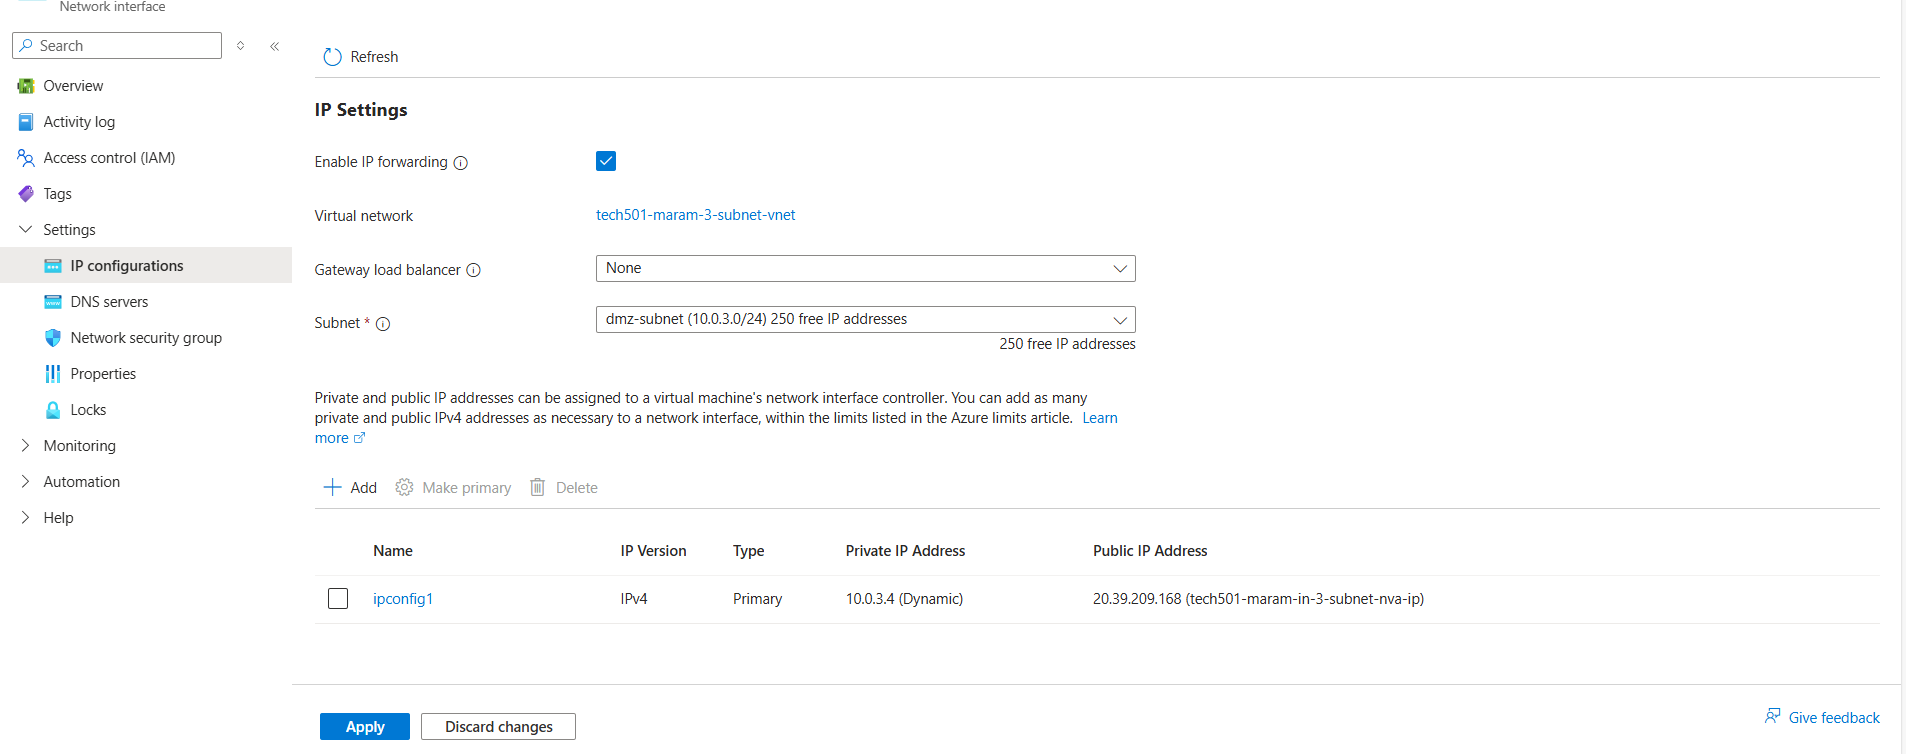 Network interface
Search
Overview
Activity log
Access control (IAM)
Tags
Settings
IP configurations
DNS servers
Network security group
Properties
Locks
Monitoring
Automation
Help
Refresh
IP Settings
Enable IP forwarding
Virtual network
tech501-maram-3-subnet-vnet
Gateway load balancer
None
Subnet *
dmz-subnet (10.0.3.0/24) 250 free IP addresses
250 free IP addresses
Private and public IP addresses can be assigned to a virtual machine's network interface controller. You can add as many
private and public IPv4 addresses as necessary to a network interface, within the limits listed in the Azure limits article. Learn
more
Add Make primary Delete
Name IP Version Type Private IP Address Public IP Address
ipconfig1 IPv4 Primary 10.0.3.4 (Dynamic) 20.39.209.168 (tech501-maram-in-3-subnet-nva-ip)
Apply Discard changes
Give feedback